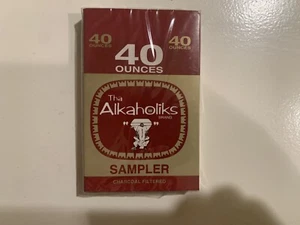 40
OUNCES
40
OUNCES
40
OUNCES
Tha
Alkaholiks
BRAND
SAMPLER
CHARCOAL FILTERED